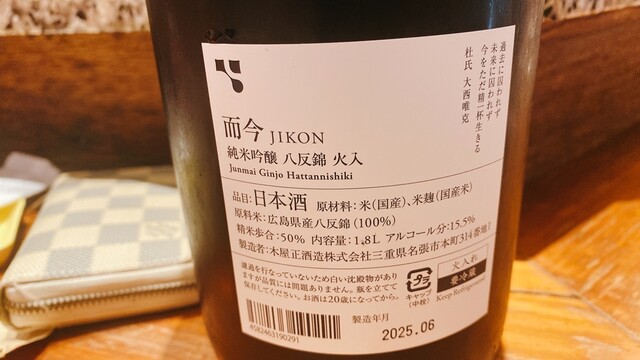 過去に囚われず
未来に囚われず
今をただ精一杯生きる
杜氏 大西唯克
而今 JIKON
純米吟醸 八反錦 火入
Junmai Ginjo Hattannishiki
品目:日本酒 原材料:米(国産)、米麹(国産米)
原料米:広島県産八反錦(100%)
精米歩合:50% 内容量:1.8L アルコール分:15.5%
製造者:木屋正酒造株式会社三重県名張市本町314番地1
濾過を行なっていないため白い沈殿物があり
ますが品質には問題ありません。瓶を立てて
保存してください。お酒は20歳になってから。
プラ
キャップ
(中栓)
火入れ
要冷蔵
Keep Refrigerated
4582463190291
製造年月
2025.06